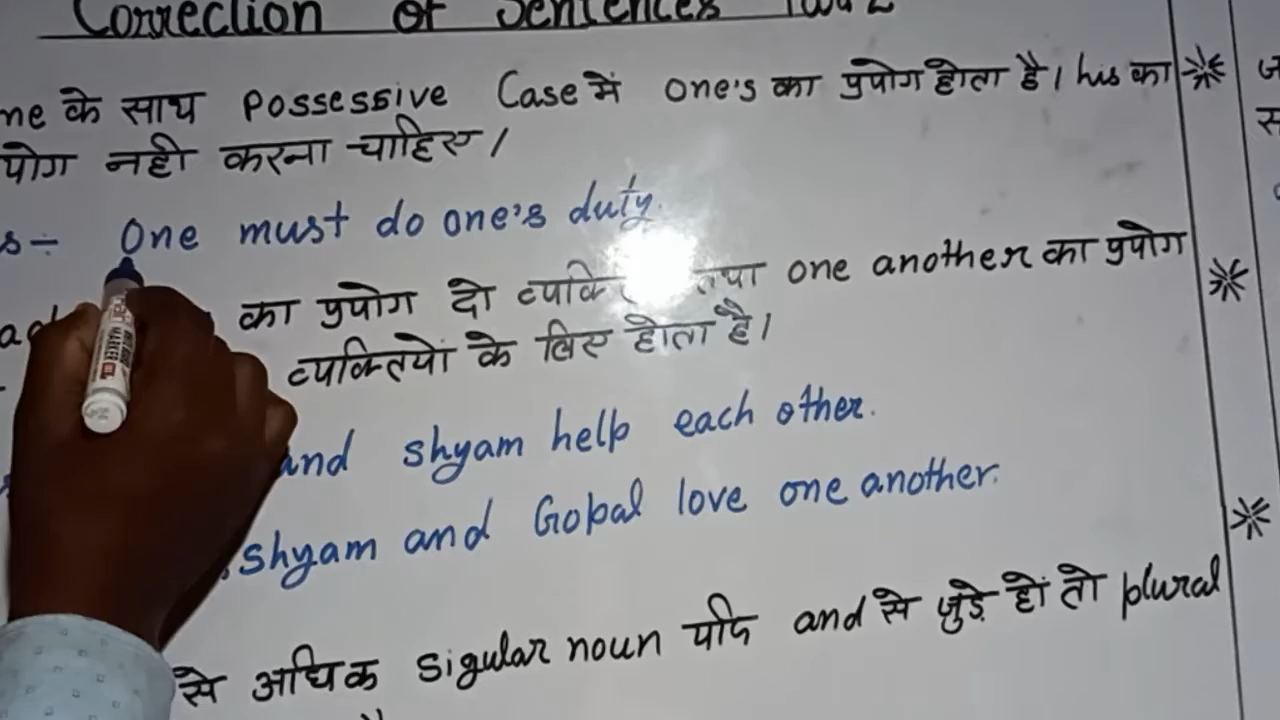 Correction of Sentences
के साथ Possessive Case में one's का प्रयोग होता है। his का
नही करना चाहिए।
One must do one's duty.
का प्रयोग दो one another का प्रयोग
व्यक्तियो के लिए होता है।
and shyam help each other.
shyam and Gopal love one another.
से अधिक sigular noun यदि and से जुड़े हों तो plural
MARKER